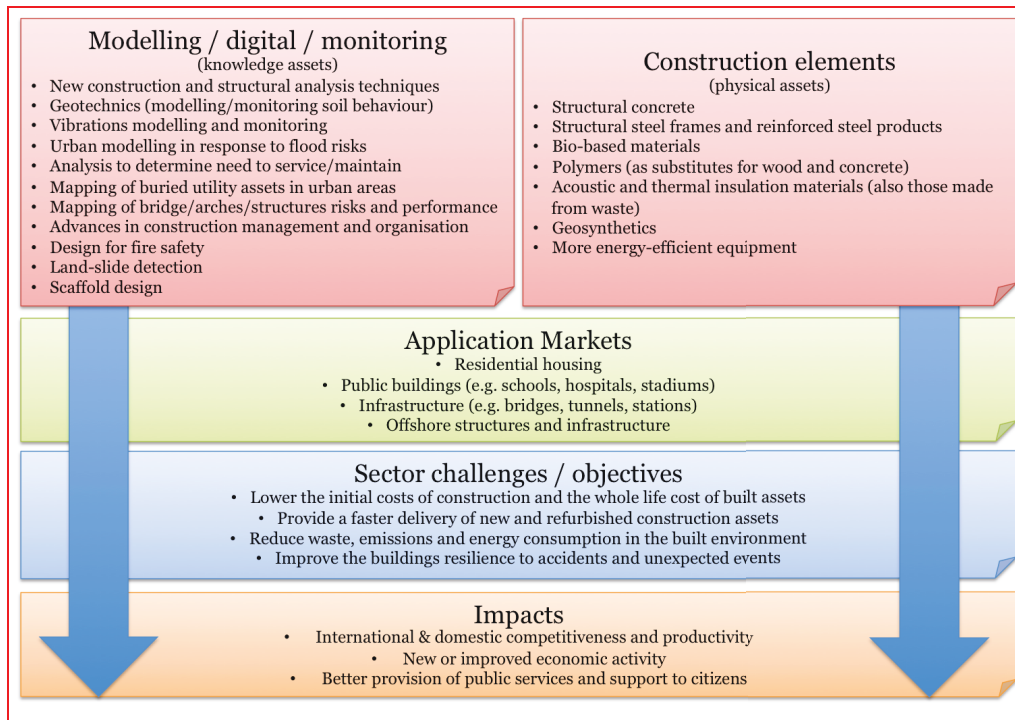 Modelling / digital / monitoring
(knowledge assets)
• New construction and structural analysis techniques
• Geotechnics (modelling/monitoring soil behaviour)
• Vibrations modelling and monitoring
• Urban modelling in response to flood risks
• Analysis to determine need to service/maintain
• Mapping of buried utility assets in urban areas
• Mapping of bridge/arches/structures risks and performance
• Advances in construction management and organisation
• Design for fire safety
• Land-slide detection
• Scaffold design
Construction elements
(physical assets)
• Structural concrete
• Structural steel frames and reinforced steel products
• Bio-based materials
• Polymers (as substitutes for wood and concrete)
• Acoustic and thermal insulation materials (also those made
from waste)
• Geosynthetics
• More energy-efficient equipment
Application Markets
• Residential housing
• Public buildings (e.g. schools, hospitals, stadiums)
• Infrastructure (e.g. bridges, tunnels, stations)
• Offshore structures and infrastructure
Sector challenges / objectives
• Lower the initial costs of construction and the whole life cost of built assets
• Provide a faster delivery of new and refurbished construction assets
• Reduce waste, emissions and energy consumption in the built environment
• Improve the buildings resilience to accidents and unexpected events
Impacts
• International & domestic competitiveness and productivity
• New or improved economic activity
• Better provision of public services and support to citizens